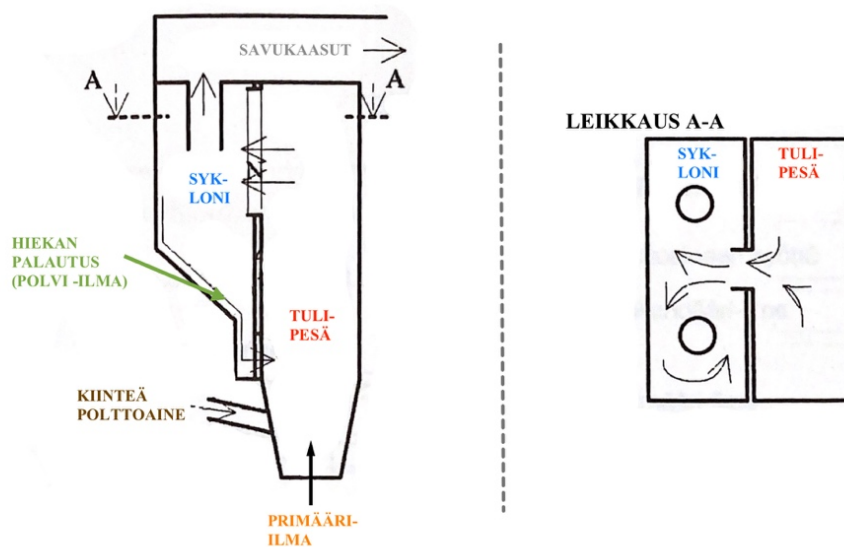 SAVUKAASUT
A
A
SYK-
LONI
HIEKAN
PALAUTUS
(POLVI -ILMA)
TULI-
PESÄ
KIINTEÄ
POLTTOAINE
PRIMÄÄRI-
ILMA
LEIKKAUS A-A
SYK-
LONI
TULI-
PESÄ